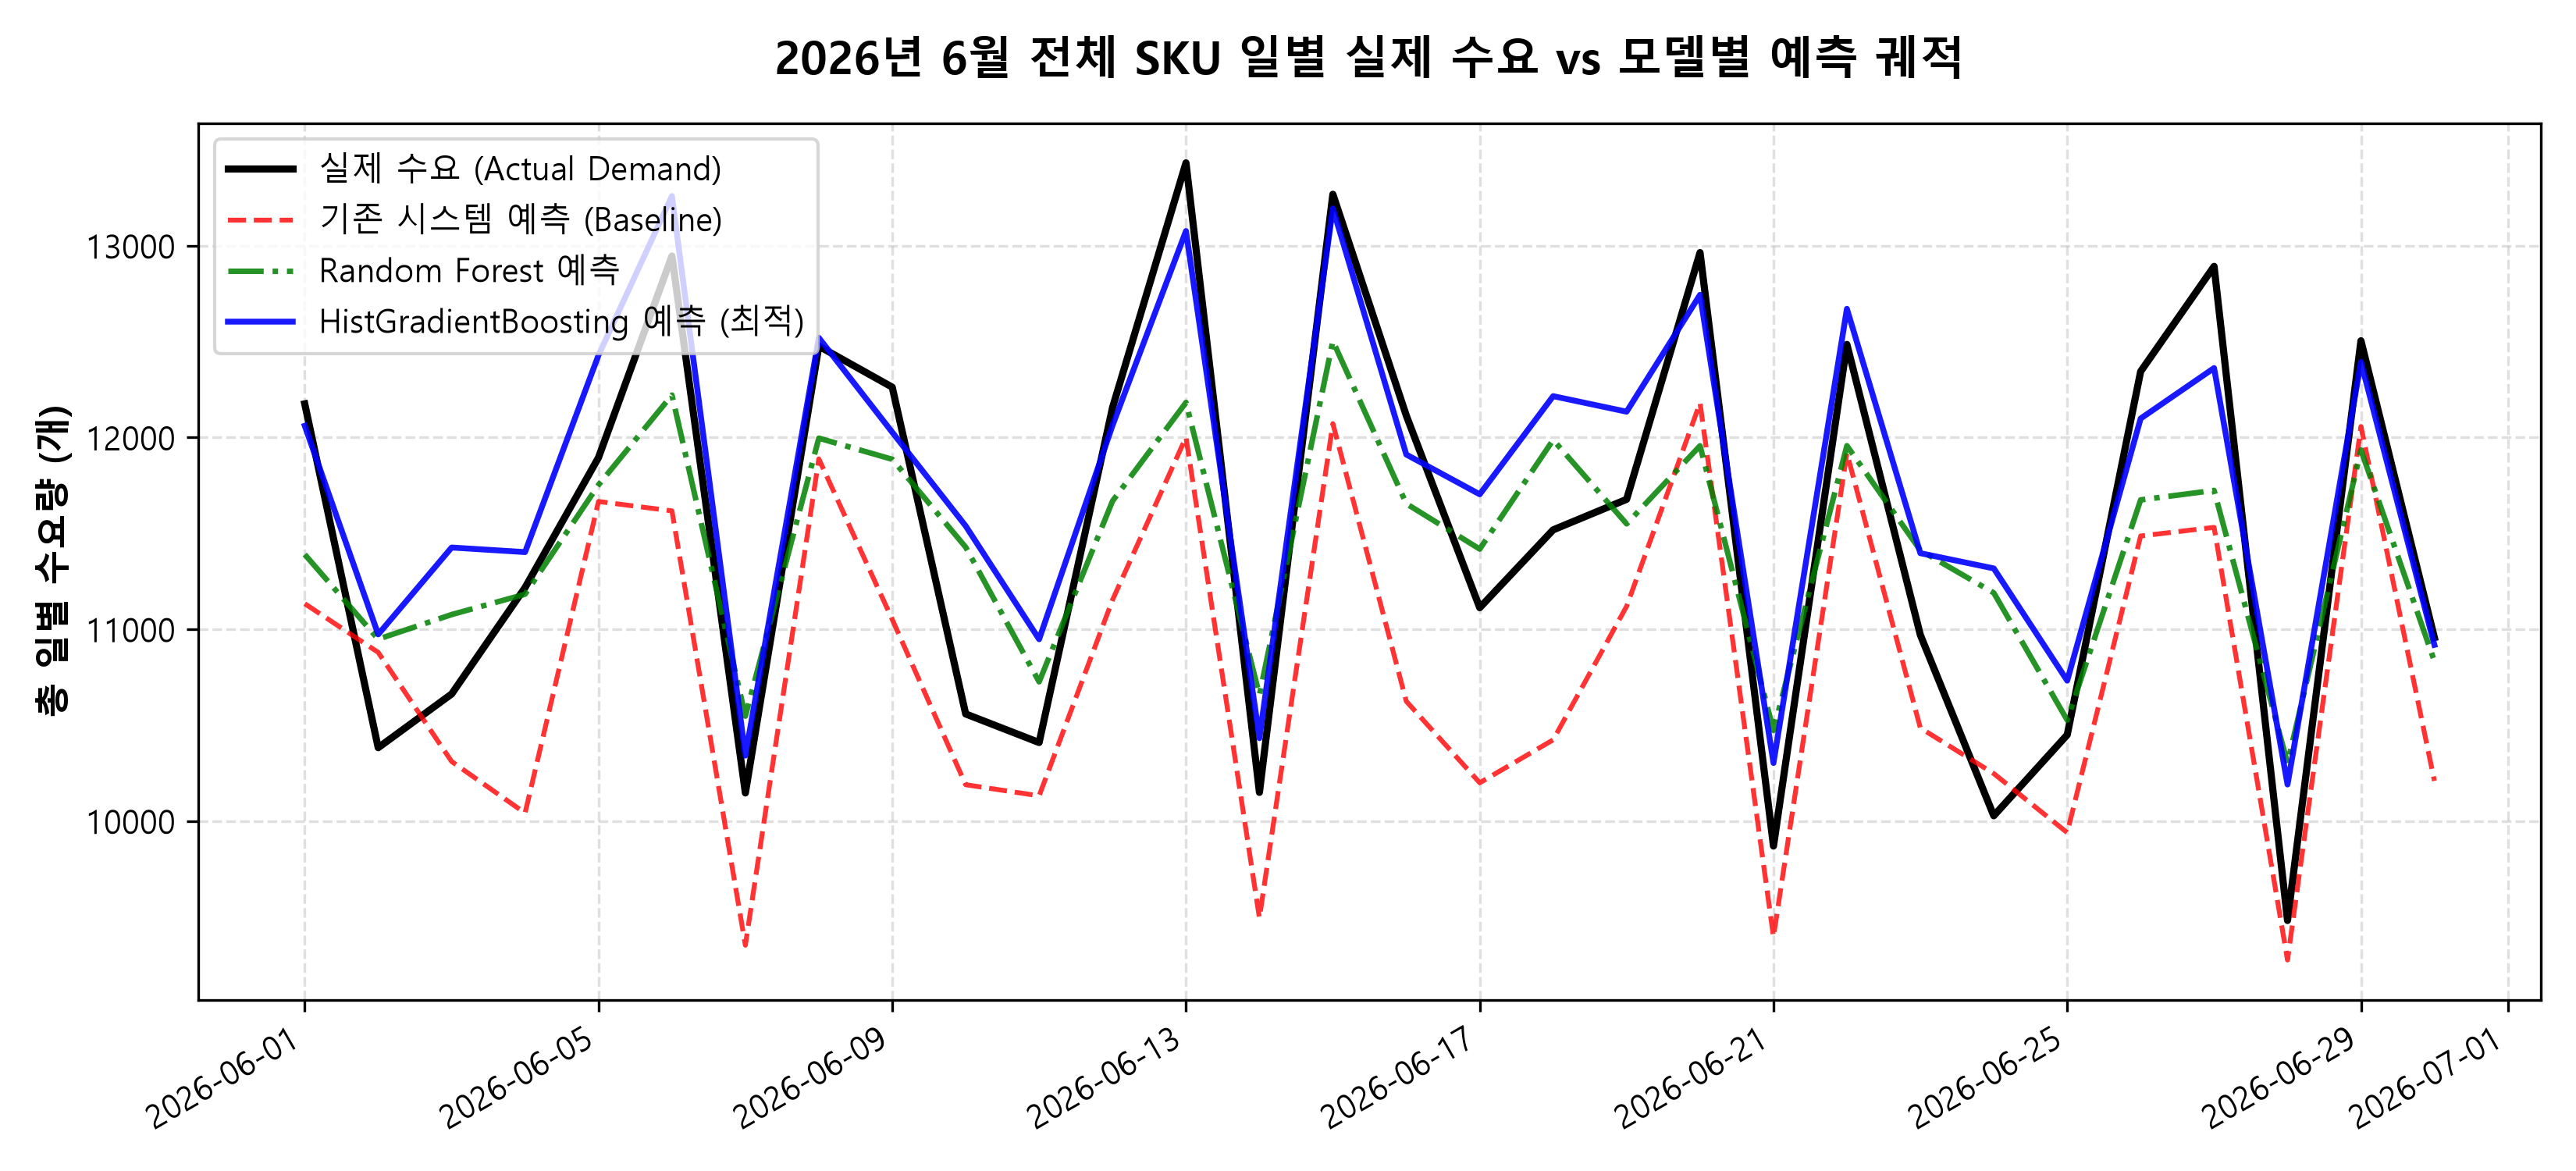 2026년 6월 전체 SKU 일별 실제 수요 vs 모델별 예측 궤적
실제 수요 (Actual Demand)
기존 시스템 예측 (Baseline)
Random Forest 예측
HistGradientBoosting 예측 (최적)
총 일별 수요량 (개)
13000
12000
11000
10000
2026-06-01
2026-06-05
2026-06-09
2026-06-13
2026-06-17
2026-06-21
2026-06-25
2026-06-29
2026-07-01